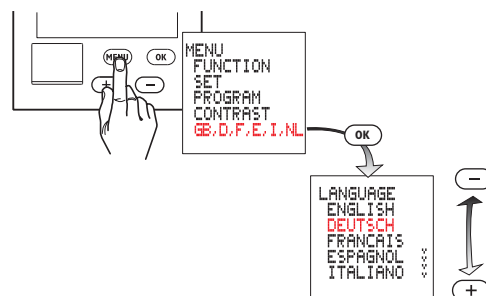 MENU
OK
+
−
MENU
FUNCTION
SET
PROGRAM
CONTRAST
GB,D,F,E,I,NL
OK
LANGUAGE
ENGLISH
DEUTSCH
FRANCAIS
ESPAGNOL
ITALIANO
−
+